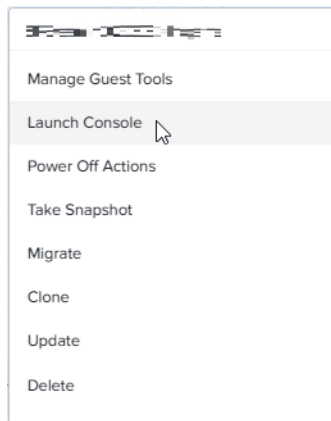 Manage Guest Tools
Launch Console
Power Off Actions
Take Snapshot
Migrate
Clone
Update
Delete